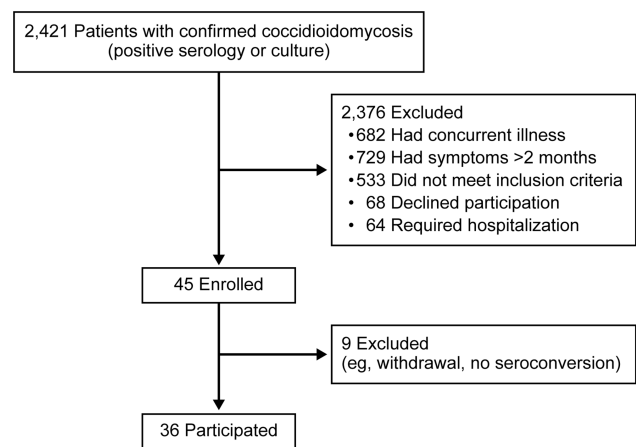 2,421 Patients with confirmed coccidioidomycosis
(positive serology or culture)
2,376 Excluded
•682 Had concurrent illness
•729 Had symptoms >2 months
•533 Did not meet inclusion criteria
• 68 Declined participation
• 64 Required hospitalization
45 Enrolled
9 Excluded
(eg, withdrawal, no seroconversion)
36 Participated